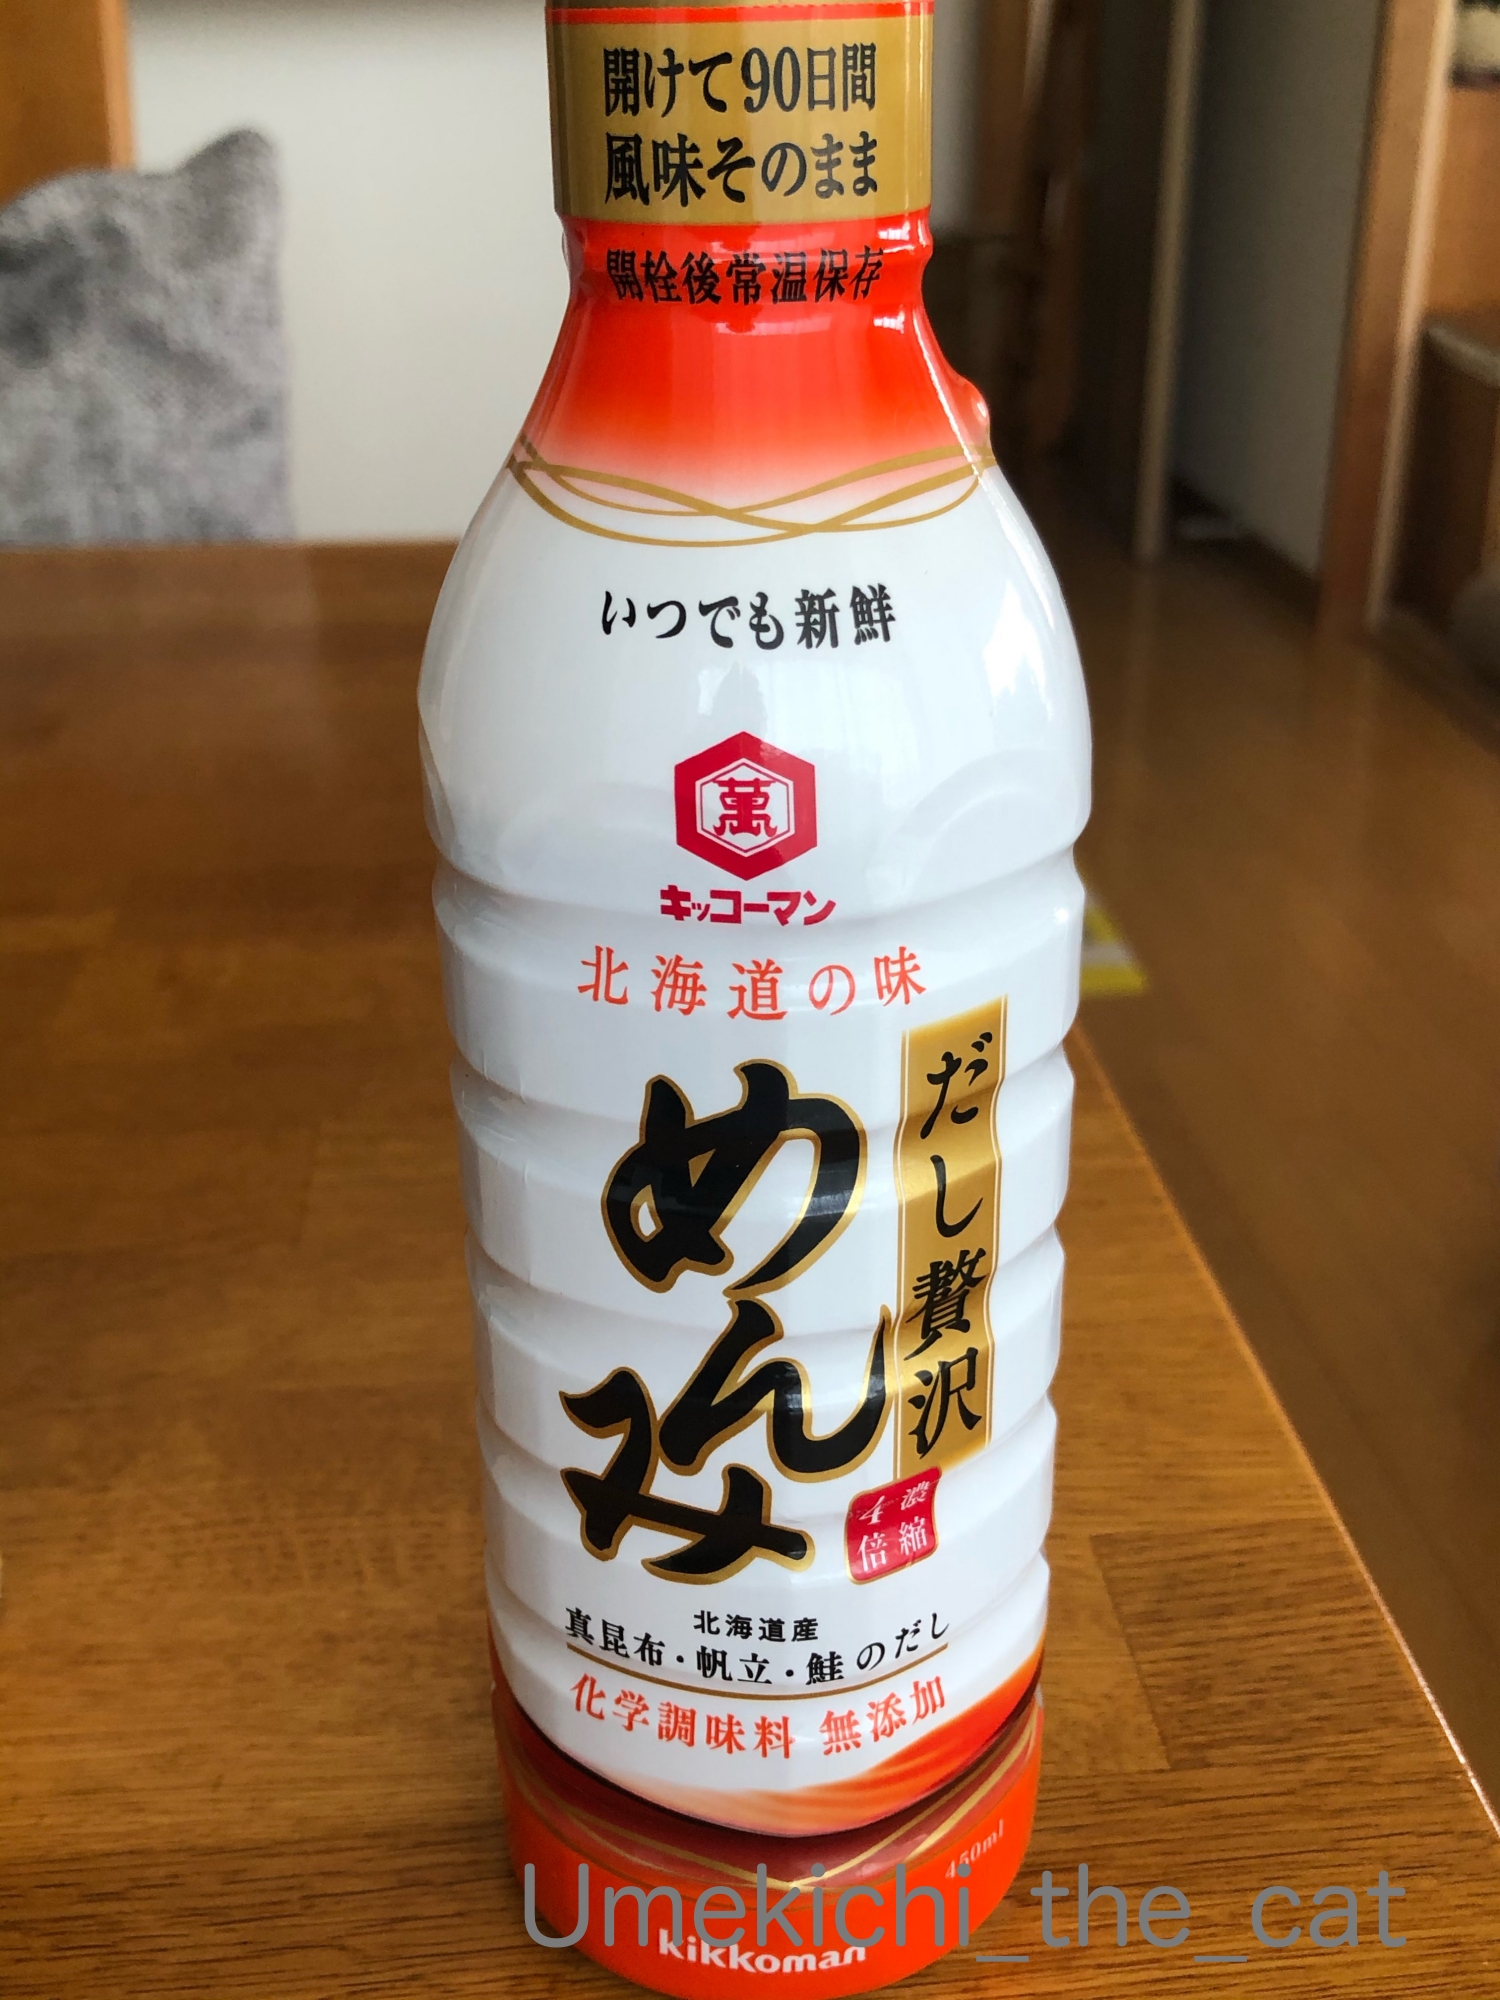 開けて90日間
風味そのまま
開栓後常温保存
いつでも新鮮
萬
キッコーマン
北海道の味
だし贅沢
めんみ
濃縮
4倍
北海道産
真昆布・帆立・鮭のだし
化学調味料 無添加
450ml
Umekichi_the_cat
kikkoman